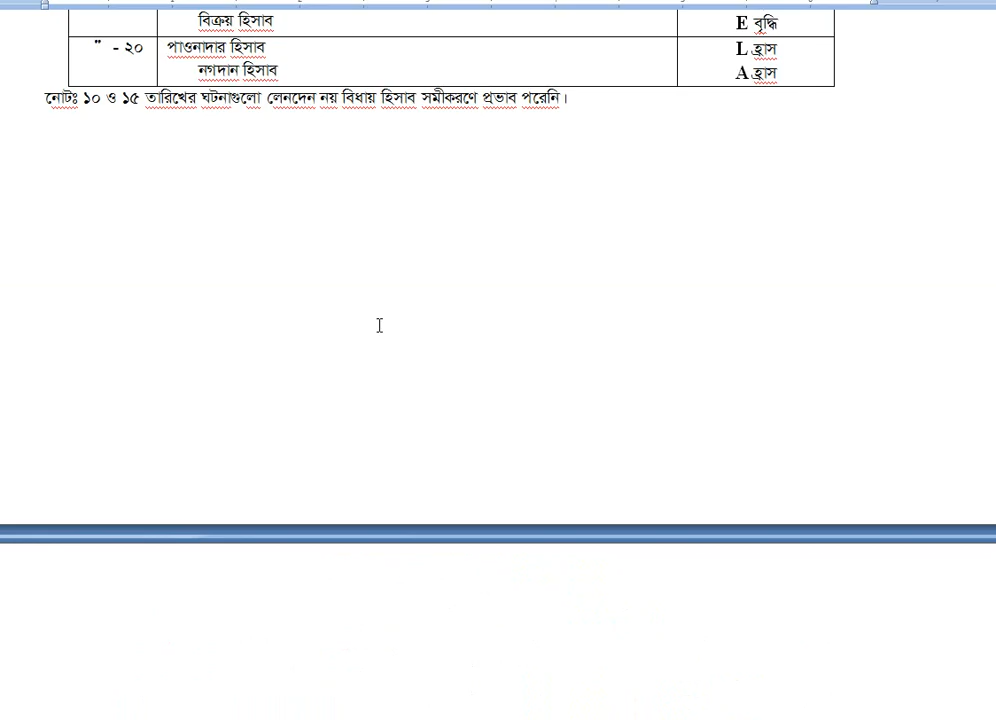 বিক্রয় হিসাব E বৃদ্ধি
" - ২০ পাওনাদার হিসাব L হ্রাস
নগদান হিসাব A হ্রাস
নোটঃ ১০ ও ১৫ তারিখের ঘটনাগুলো লেনদেন নয় বিধায় হিসাব সমীকরণে প্রভাব পরেনি।